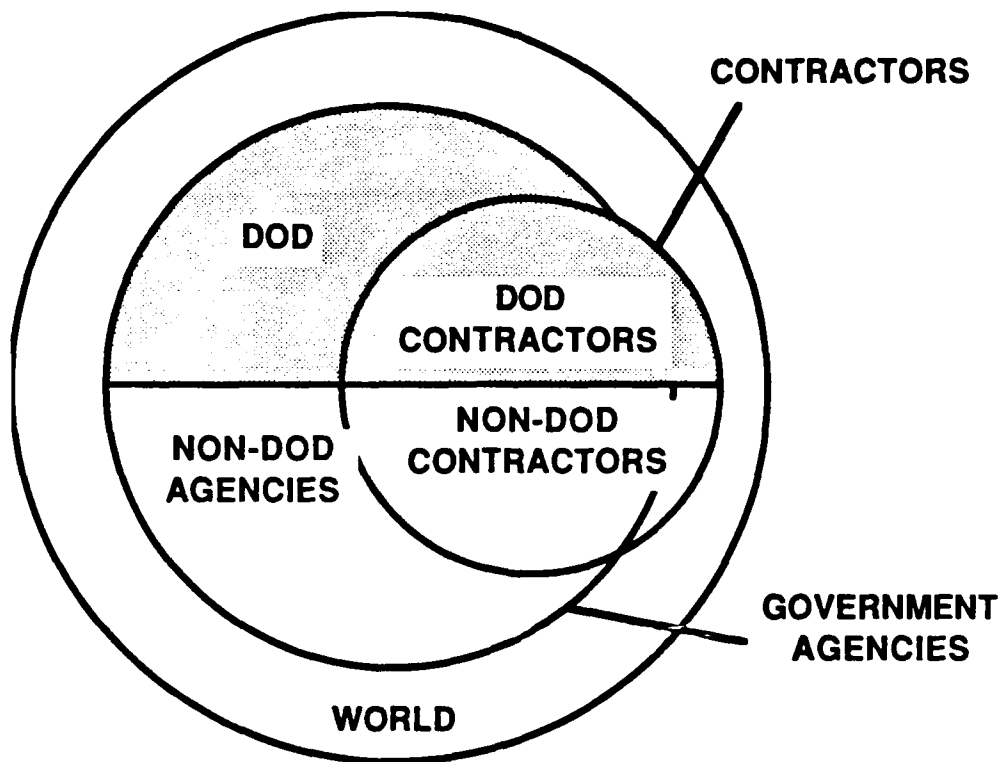 CONTRACTORS
DOD
DOD
CONTRACTORS
NON-DOD
AGENCIES
NON-DOD
CONTRACTORS
GOVERNMENT
AGENCIES
WORLD